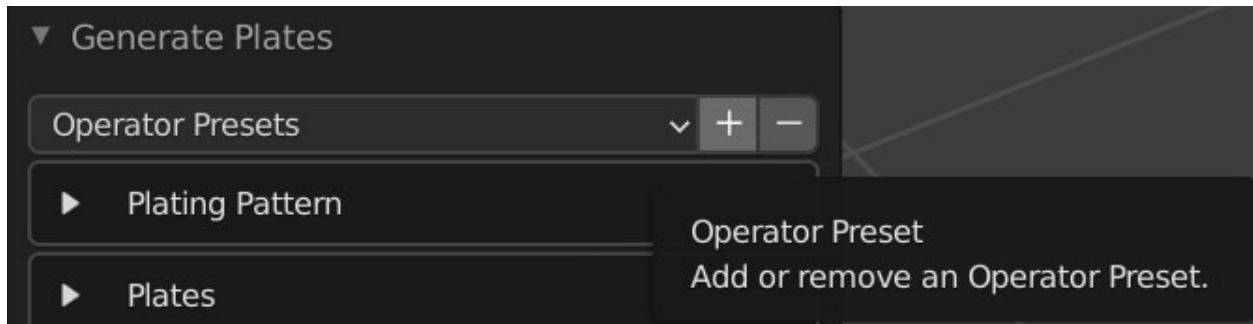 Generate Plates
Operator Presets
Plating Pattern
Operator Preset
Add or remove an Operator Preset.
Plates